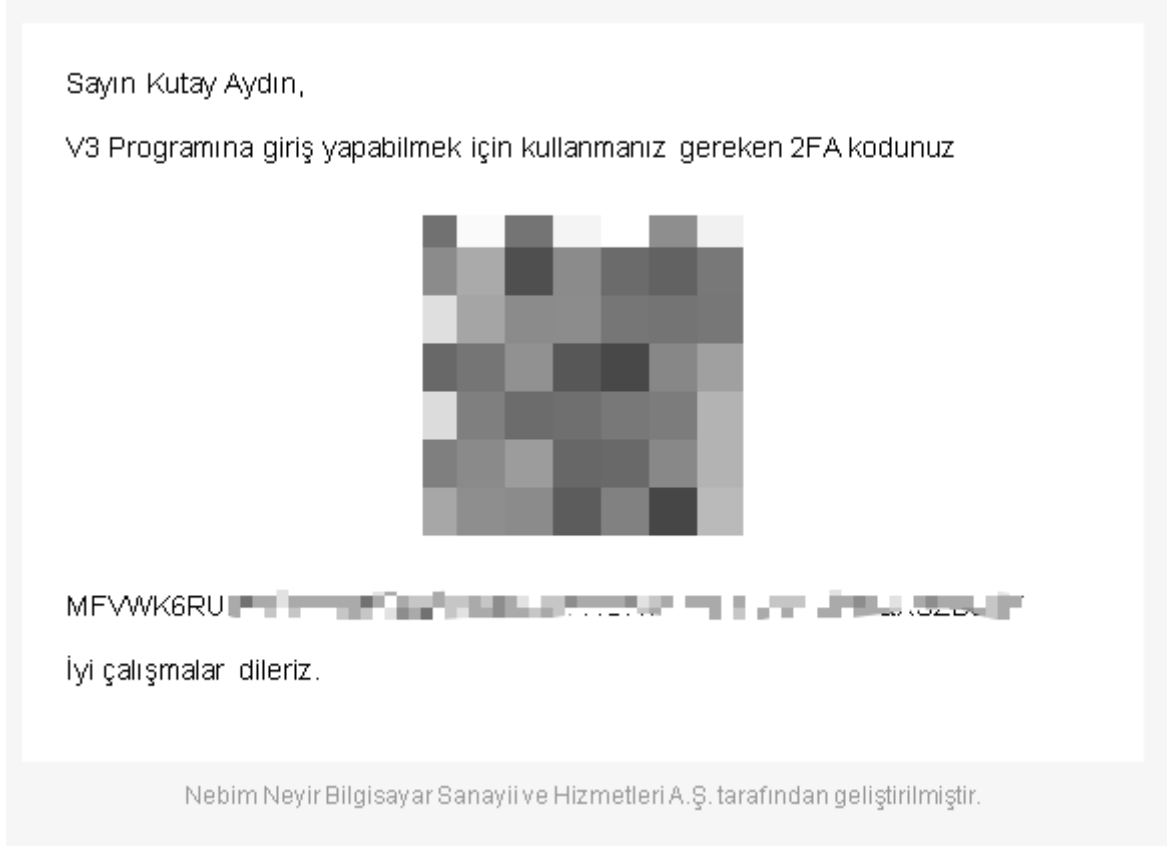 Sayın Kutay Aydın,
V3 Programına giriş yapabilmek için kullanmanız gereken 2FA kodunuz
MFVWK6RU
İyi çalışmalar dileriz.
Nebim Neyir Bilgisayar Sanayii ve Hizmetleri A.Ş. tarafından geliştirilmiştir.